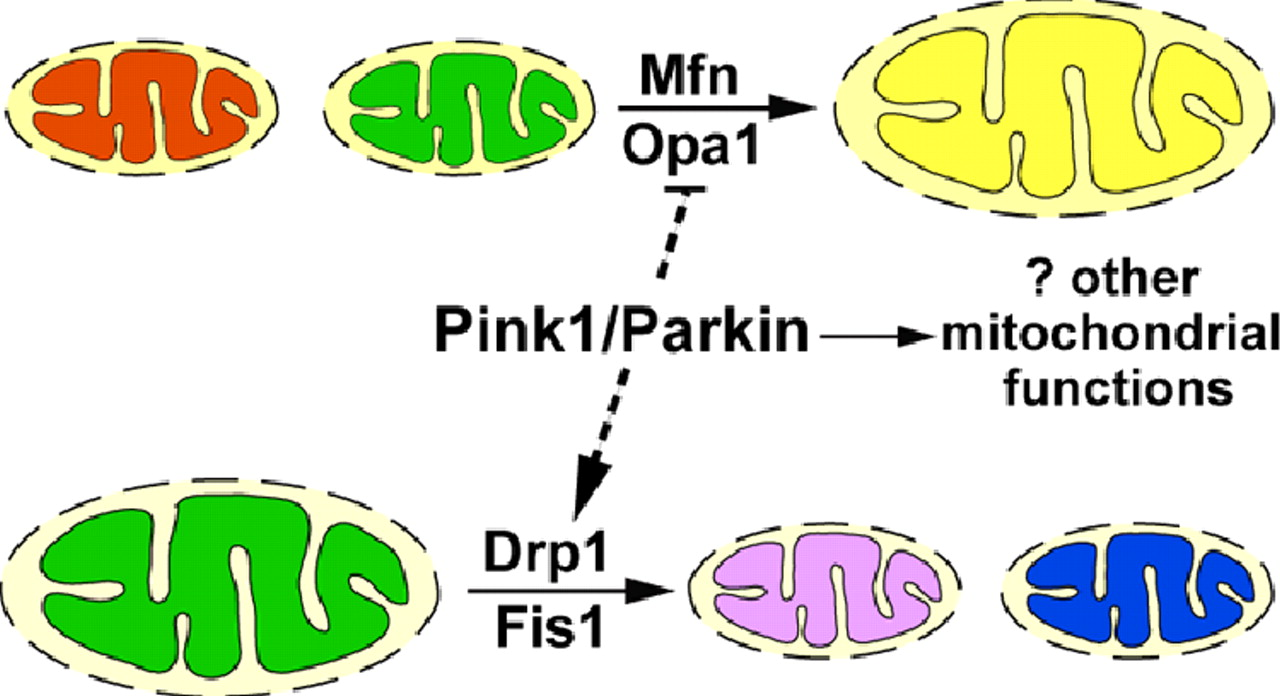 Mfn
Opa1
? other
Pink1/Parkin
mitochondrial
functions
Drp1
Fis1